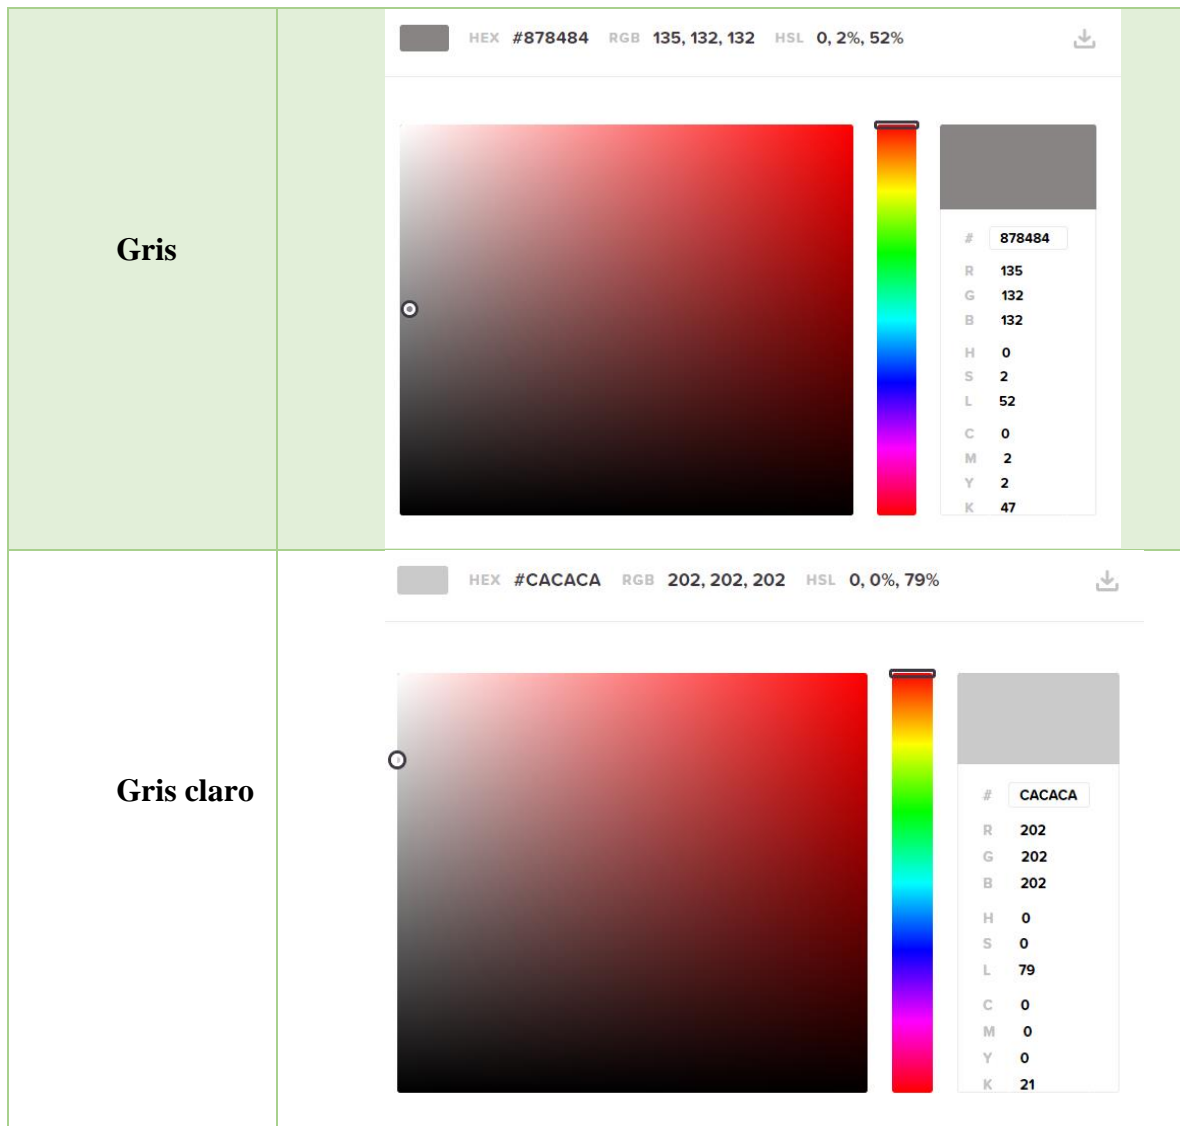 HEX #878484 RGB 135, 132, 132 HSL 0, 2%, 52%
Gris
# 878484
R 135
G 132
B 132
H 0
S 2
L 52
C 0
M 2
Y 2
K 47
HEX #CACACA RGB 202, 202, 202 HSL 0, 0%, 79%
Gris claro
# CACACA
R 202
G 202
B 202
H 0
S 0
L 79
C 0
M 0
Y 0
K 21